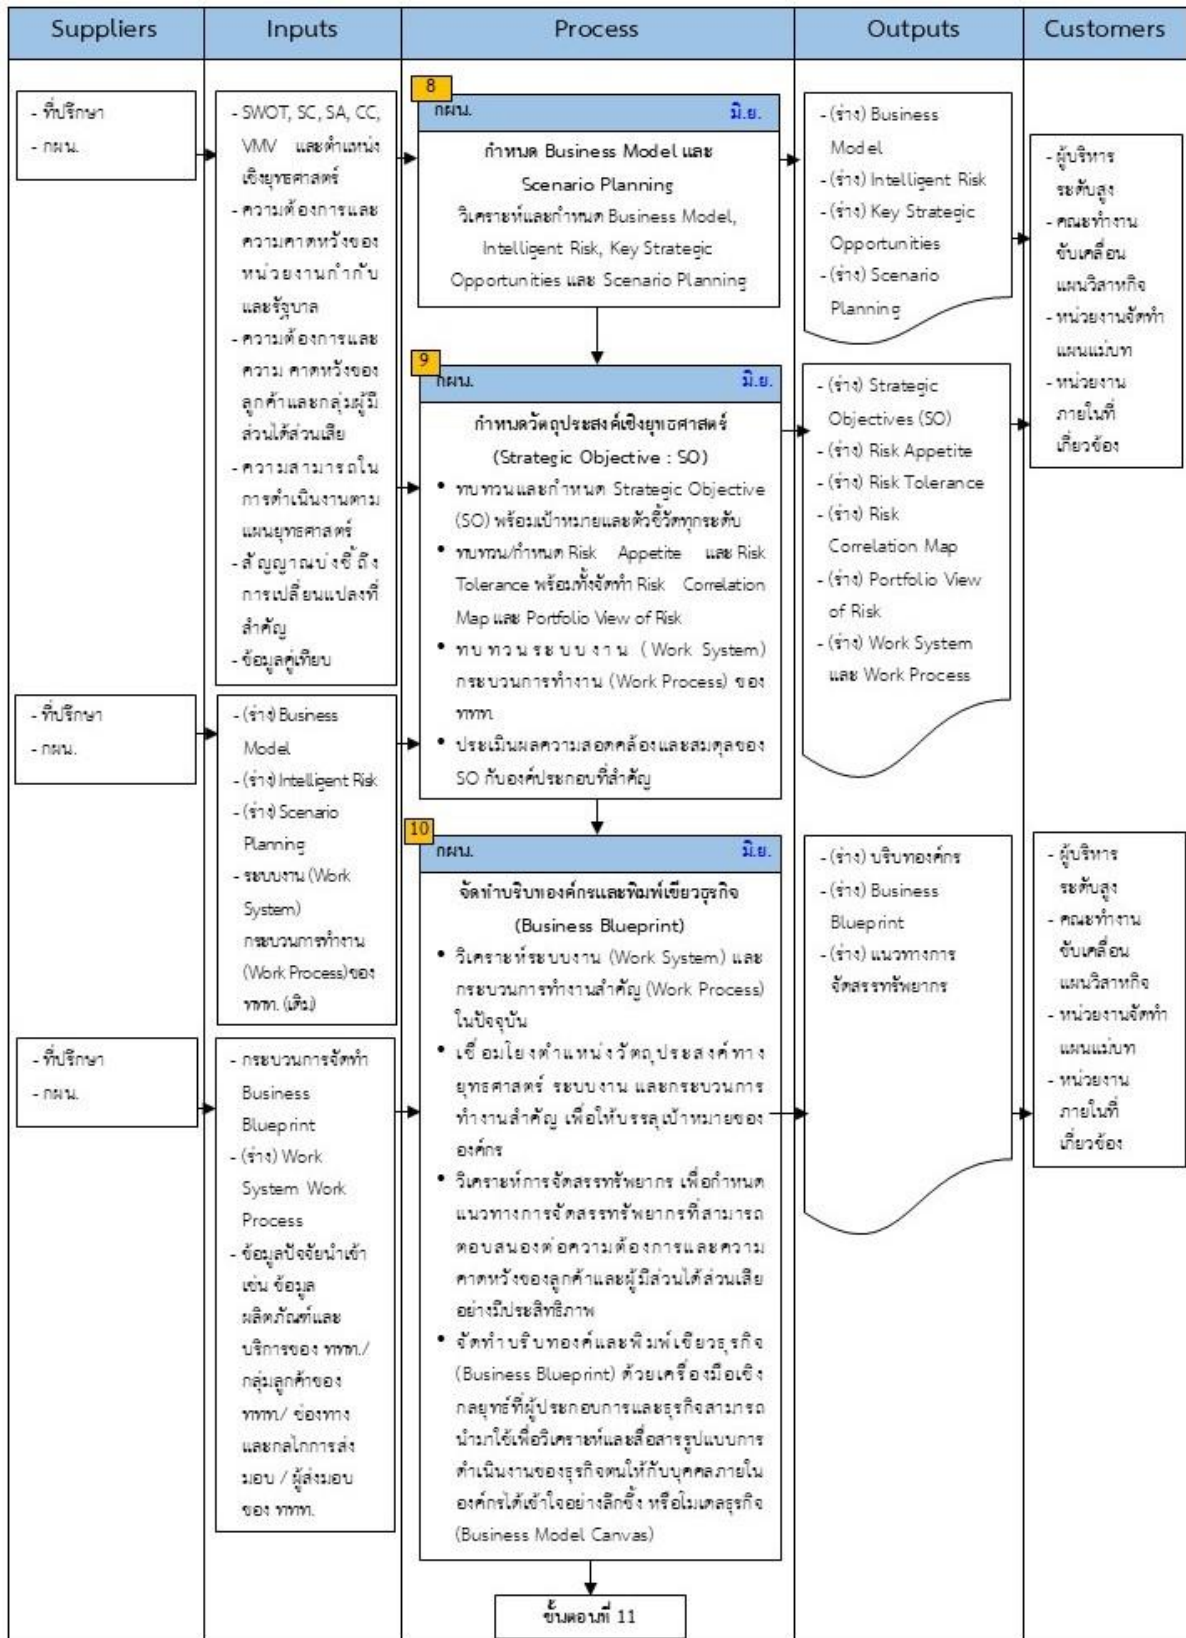 Suppliers
Inputs
Process
Outputs
Customers
- ที่ปรึกษา
- กผน.
- SWOT, SC, SA, CC,
VMV และตำแหน่ง
เชิงยุทธศาสตร์
- ความต้องการและ
ความคาดหวังของ
หน่วยงานกำกับ
และรัฐบาล
- ความต้องการและ
ความ คาดหวังของ
ลูกค้าและกลุ่มผู้มี
ส่วนได้ส่วนเสีย
- ความสามารถใน
การดำเนินงานตาม
แผนยุทธศาสตร์
- สัญญาณบ่งชี้ ถึง
การเปลี่ยนแปลงที่
สำคัญ
- ข้อมูลคู่เทียบ
8
กผน.
มิ.ย.
กำหนด Business Model และ
Scenario Planning
วิเคราะห์และกำหนด Business Model,
Intelligent Risk, Key Strategic
Opportunities และ Scenario Planning
- (ร่าง) Business
Model
- (ร่าง) Intelligent Risk
- (ร่าง) Key Strategic
Opportunities
- (ร่าง) Scenario
Planning
- ผู้บริหาร
ระดับสูง
- คณะทำงาน
ขับเคลื่อน
แผนวิสาหกิจ
- หน่วยงานจัดทำ
แผนแม่บท
- หน่วยงาน
ภายในที่
เกี่ยวข้อง
9
กผน.
มิ.ย.
กำหนดวัตถุประสงค์เชิงยุทธศาสตร์
(Strategic Objective : SO)
• ทบทวนและกำหนด Strategic Objective
(SO) พร้อมเป้าหมายและตัวชี้วัดทุกระดับ
• ทบทวน/กำหนด Risk Appetite และ Risk
Tolerance พร้อมทั้งจัดทำ Risk Correlation
Map และ Portfolio View of Risk
• ทบทวนระบบงาน (Work System)
กระบวนการทำงาน (Work Process) ของ
ททท.
• ประเมินผลความสอดคล้องและสมดุลของ
SO กับองค์ประกอบที่สำคัญ
- (ร่าง) Strategic
Objectives (SO)
- (ร่าง) Risk Appetite
- (ร่าง) Risk Tolerance
- (ร่าง) Risk
Correlation Map
- (ร่าง) Portfolio View
of Risk
- (ร่าง) Work System
และ Work Process
- ที่ปรึกษา
- กผน.
- (ร่าง) Business
Model
- (ร่าง) Intelligent Risk
- (ร่าง) Scenario
Planning
- ระบบงาน (Work
System)
กระบวนการทำงาน
(Work Process)ของ
ททท. (เดิม)
10
กผน.
มิ.ย.
จัดทำบริบทองค์กรและพิมพ์เขียวธุรกิจ
(Business Blueprint)
• วิเคราะห์ระบบงาน (Work System) และ
กระบวนการทำงานสำคัญ (Work Process)
ในปัจจุบัน
• เชื่อมโยงตำแหน่งวัตถุประสงค์ทาง
ยุทธศาสตร์ ระบบงาน และกระบวนการ
ทำงานสำคัญ เพื่อให้บรรลุเป้าหมายของ
องค์กร
• วิเคราะห์การจัดสรรทรัพยากร เพื่อกำหนด
แนวทางการจัดสรรทรัพยากรที่สามารถ
ตอบสนองต่อความต้องการและความ
คาดหวังของลูกค้าและผู้มีส่วนได้ส่วนเสีย
อย่างมีประสิทธิภาพ
• จัดทำบริบทองค์และพิมพ์เขียวธุรกิจ
(Business Blueprint) ด้วยเครื่องมือเชิง
กลยุทธ์ที่ผู้ประกอบการและธุรกิจสามารถ
นำมาใช้เพื่อวิเคราะห์และสื่อสารรูปแบบการ
ดำเนินงานของธุรกิจตนให้กับบุคคลภายใน
องค์กรได้เข้าใจอย่างลึกซึ้ง หรือโมเดลธุรกิจ
(Business Model Canvas)
- (ร่าง) บริบทองค์กร
- (ร่าง) Business
Blueprint
- (ร่าง) แนวทางการ
จัดสรรทรัพยากร
- ผู้บริหาร
ระดับสูง
- คณะทำงาน
ขับเคลื่อน
แผนวิสาหกิจ
- หน่วยงานจัดทำ
แผนแม่บท
- หน่วยงาน
ภายในที่
เกี่ยวข้อง
- ที่ปรึกษา
- กผน.
- กระบวนการจัดทำ
Business
Blueprint
- (ร่าง) Work
System Work
Process
- ข้อมูลปัจจัยนำเข้า
เช่น ข้อมูล
ผลิตภัณฑ์และ
บริการของ ททท./
กลุ่มลูกค้าของ
ททท./ ช่องทาง
และกลไกการส่ง
มอบ / ผู้ส่งมอบ
ของ ททท.
ขั้นตอนที่ 11